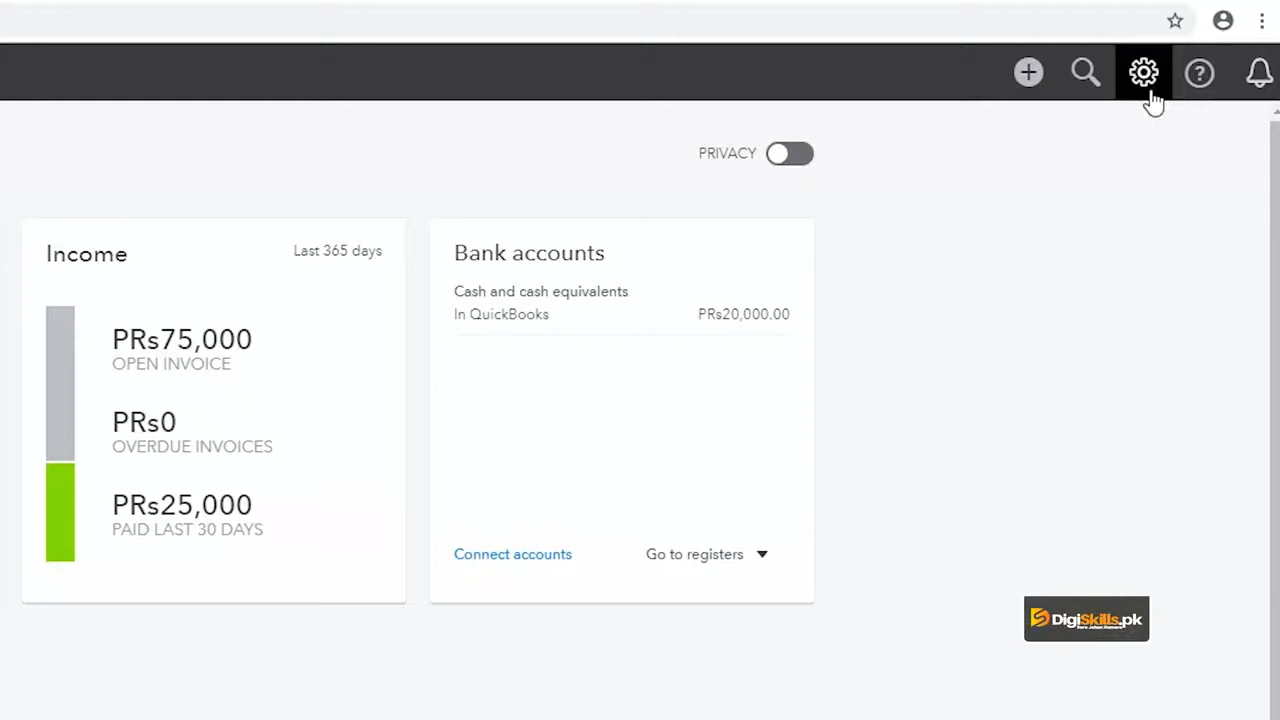 PRIVACY
Income
Last 365 days
PRs75,000
OPEN INVOICE
PRs0
OVERDUE INVOICES
PRs25,000
PAID LAST 30 DAYS
Bank accounts
Cash and cash equivalents
In QuickBooks
PRs20,000.00
Connect accounts
Go to registers
DigiSkills.pk